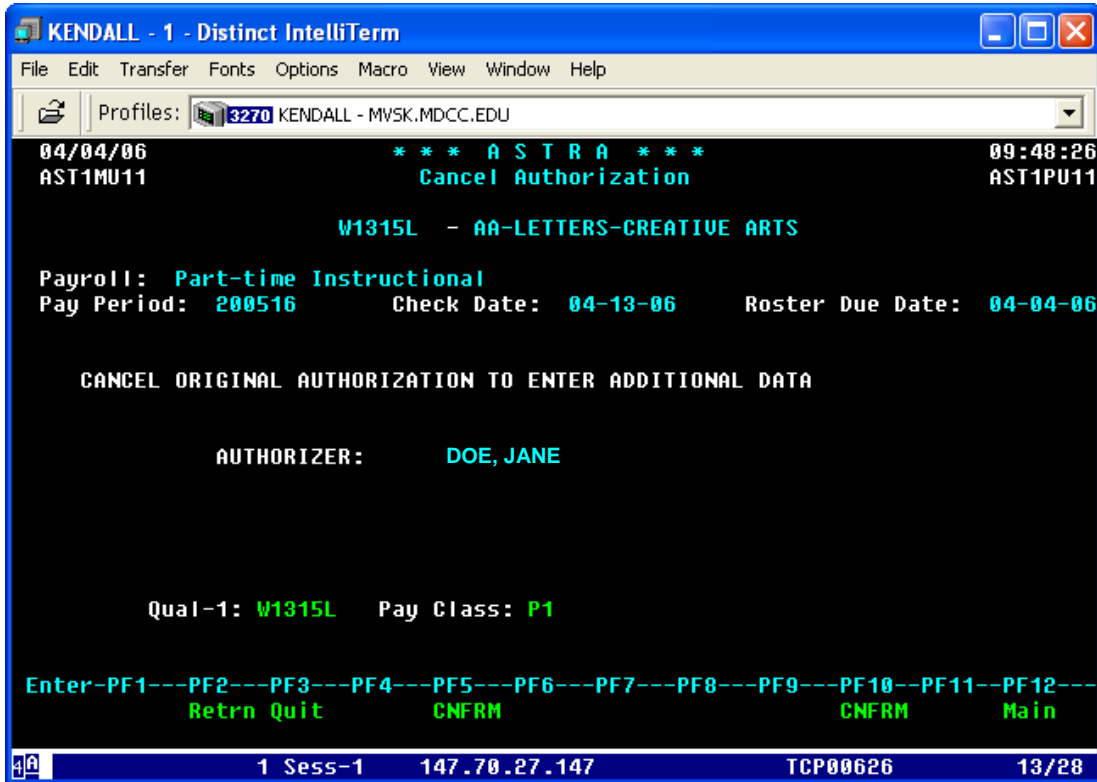 KENDALL - 1 - Distinct IntelliTerm
File Edit Transfer Fonts Options Macro View Window Help
Profiles: 3270 KENDALL - MVSK.MDCC.EDU
04/04/06 * * * A S T R A * * * 09:48:26
AST1MU11 Cancel Authorization AST1PU11
W1315L - AA-LETTERS-CREATIVE ARTS
Payroll: Part-time Instructional
Pay Period: 200516 Check Date: 04-13-06 Roster Due Date: 04-04-06
CANCEL ORIGINAL AUTHORIZATION TO ENTER ADDITIONAL DATA
AUTHORIZER: DOE, JANE
Qual-1: W1315L Pay Class: P1
Enter-PF1---PF2---PF3---PF4---PF5---PF6---PF7---PF8---PF9---PF10--PF11--PF12---
Retrn Quit CNFRM CNFRM Main
4A 1 Sess-1 147.70.27.147 TCP00626 13/28